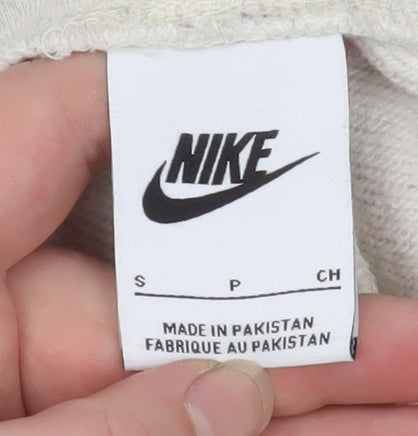 NIKE
S P CH
MADE IN PAKISTAN
FABRIQUE AU PAKISTAN